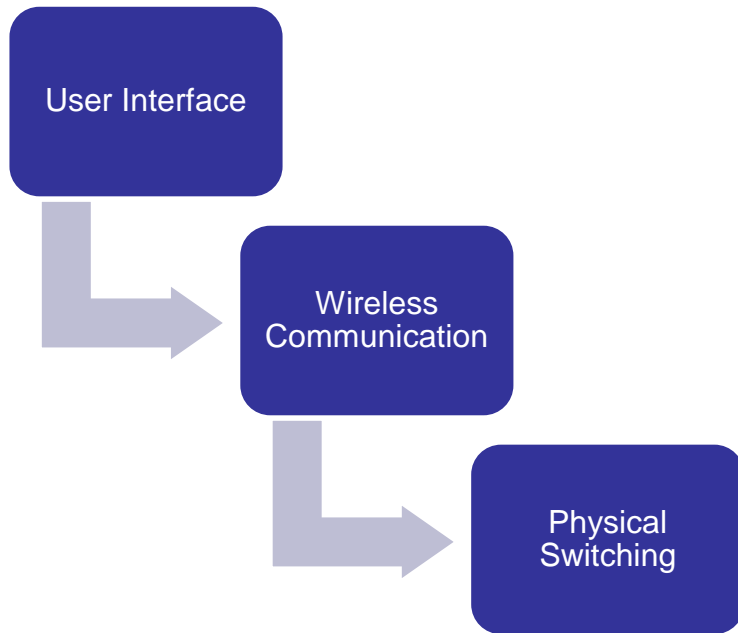 User Interface
Wireless
Communication
Physical
Switching